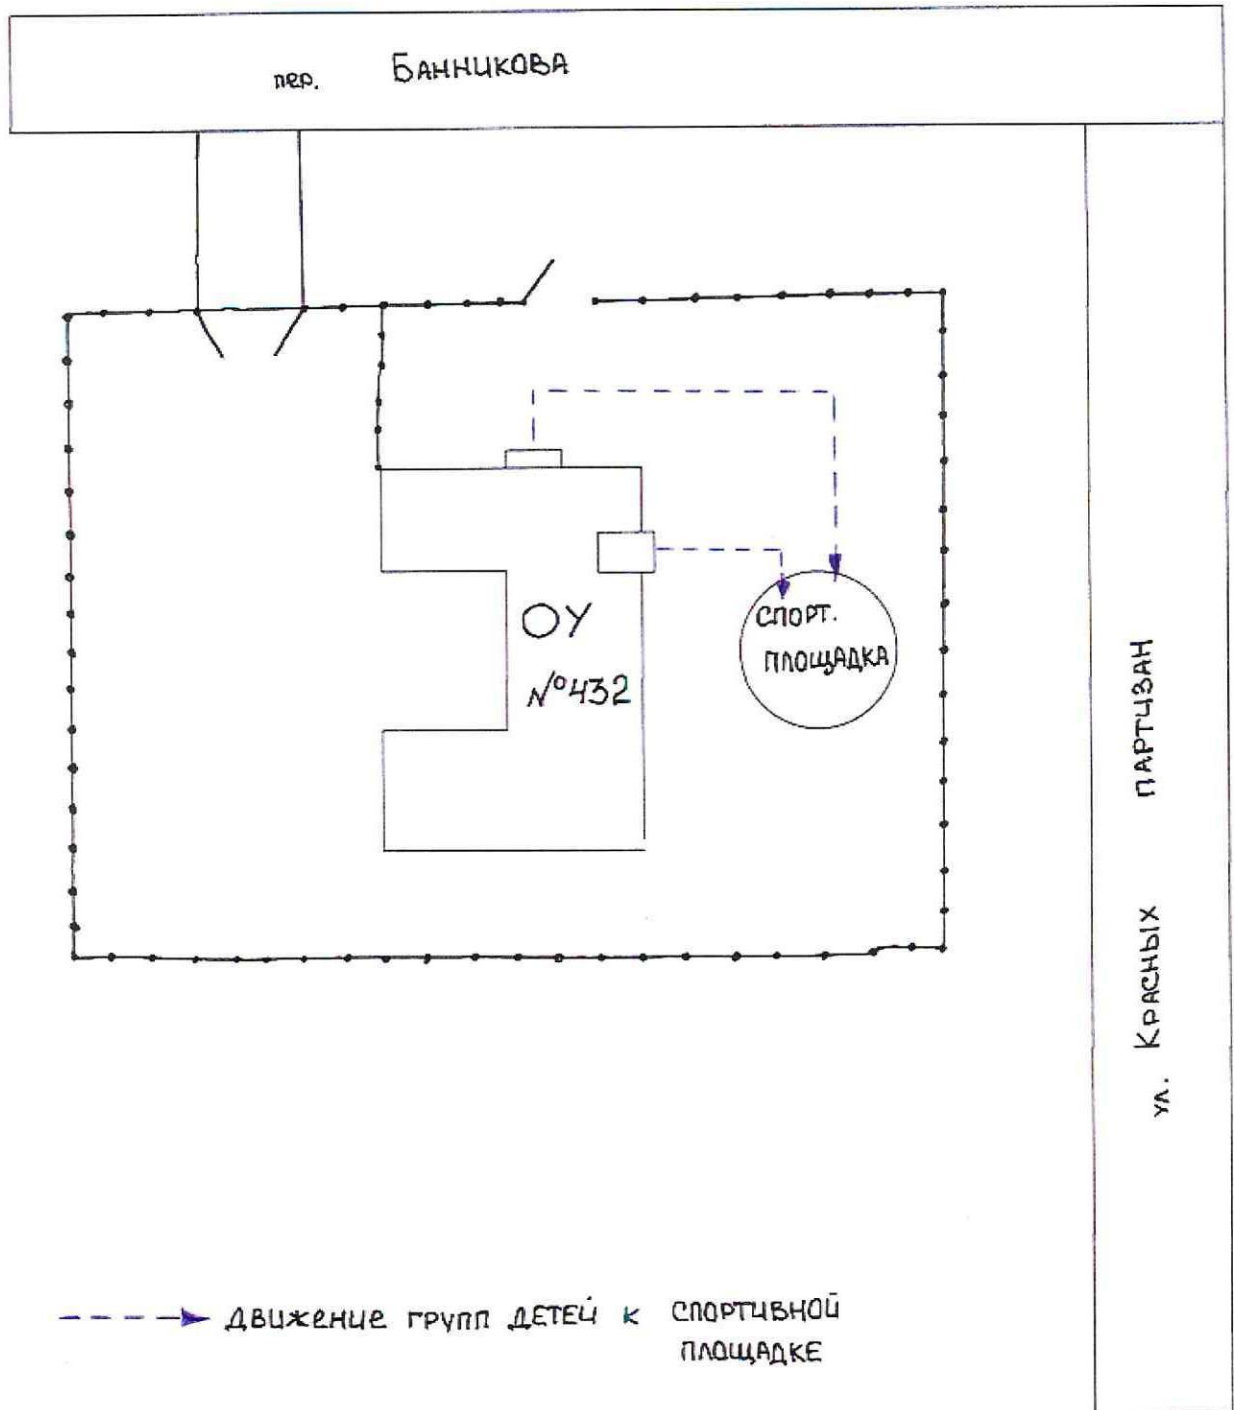 пер. БАННИКОВА
ОУ
№432
СПОРТ.
ПЛОЩАДКА
ул. КРАСНЫХ ПАРТИЗАН
ДВИЖЕНИЕ ГРУПП ДЕТЕЙ К СПОРТИВНОЙ
ПЛОЩАДКЕ